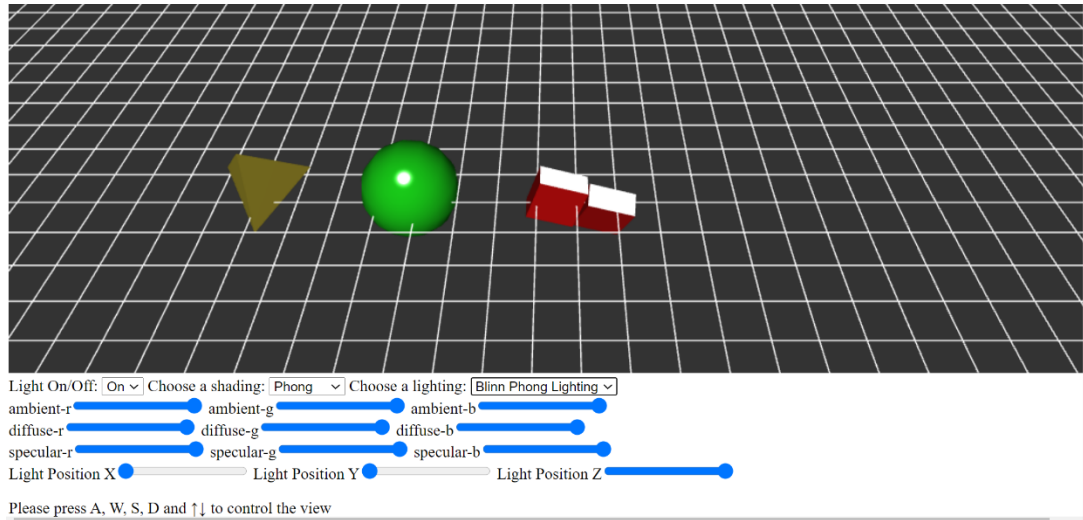 Light On/Off: On Choose a shading: Phong Choose a lighting: Blinn Phong Lighting
ambient-r ambient-g ambient-b
diffuse-r diffuse-g diffuse-b
specular-r specular-g specular-b
Light Position X Light Position Y Light Position Z
Please press A, W, S, D and ↑↓ to control the view